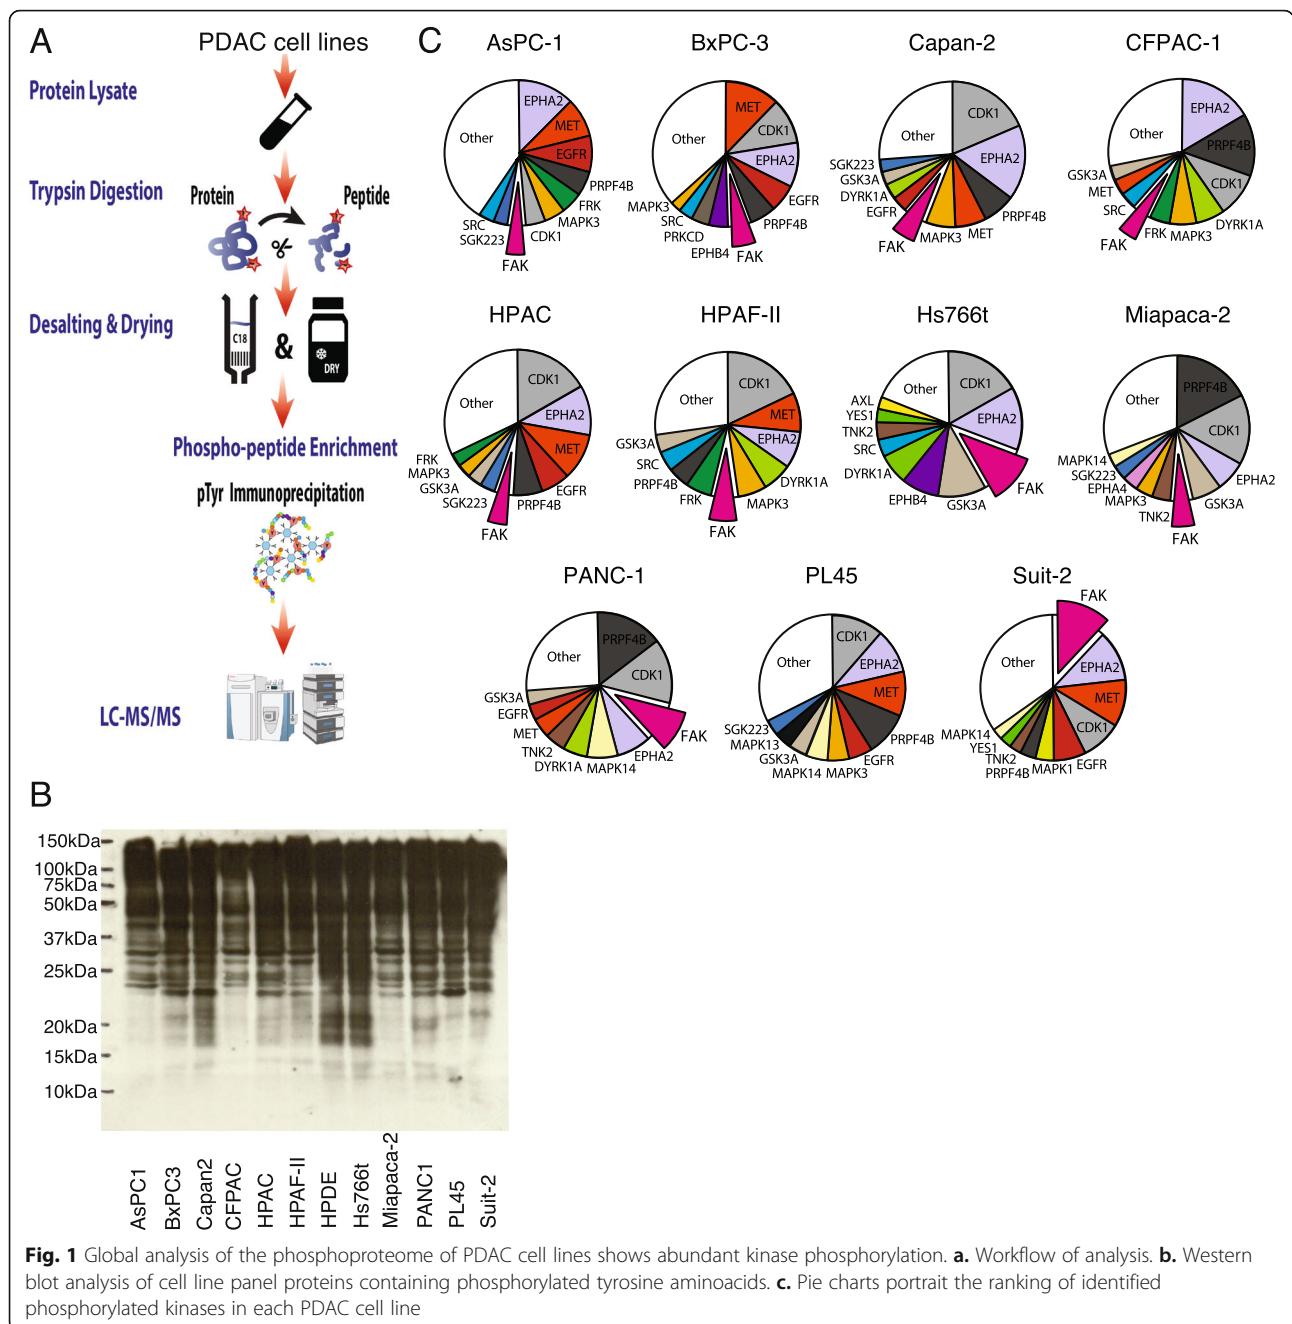 A
PDAC cell lines
Protein Lysate
Trypsin Digestion
Protein
Peptide
Desalting & Drying
C18
&
DRY
Phospho-peptide Enrichment
pTyr Immunoprecipitation
LC-MS/MS
C
AsPC-1
EPHA2
MET
EGFR
PRPF4B
FRK
MAPK3
CDK1
FAK
SGK223
SRC
Other
BxPC-3
MET
CDK1
EPHA2
EGFR
PRPF4B
FAK
EPHB4
PRKCD
SRC
MAPK3
Other
Capan-2
CDK1
EPHA2
PRPF4B
MET
MAPK3
FAK
EGFR
DYRK1A
GSK3A
SGK223
Other
CFPAC-1
EPHA2
PRPF4B
CDK1
DYRK1A
MAPK3
FRK
FAK
SRC
MET
GSK3A
Other
HPAC
CDK1
EPHA2
MET
EGFR
PRPF4B
FAK
SGK223
GSK3A
MAPK3
FRK
Other
HPAF-II
CDK1
MET
EPHA2
DYRK1A
MAPK3
FAK
FRK
PRPF4B
SRC
GSK3A
Other
Hs766t
CDK1
EPHA2
FAK
GSK3A
EPHB4
DYRK1A
SRC
TNK2
YES1
AXL
Other
Miapaca-2
PRPF4B
CDK1
EPHA2
GSK3A
FAK
TNK2
MAPK3
EPHA4
SGK223
MAPK14
Other
PANC-1
PRPF4B
CDK1
FAK
EPHA2
MAPK14
DYRK1A
TNK2
MET
EGFR
GSK3A
Other
PL45
CDK1
EPHA2
MET
PRPF4B
EGFR
MAPK3
MAPK14
GSK3A
MAPK13
SGK223
Other
Suit-2
FAK
EPHA2
MET
CDK1
EGFR
MAPK1
PRPF4B
TNK2
YES1
MAPK14
Other
B
150kDa
100kDa
75kDa
50kDa
37kDa
25kDa
20kDa
15kDa
10kDa
AsPC1
BxPC3
Capan2
CFPAC
HPAC
HPAF-II
HPDE
Hs766t
Miapaca-2
PANC1
PL45
Suit-2
Fig. 1 Global analysis of the phosphoproteome of PDAC cell lines shows abundant kinase phosphorylation. a. Workflow of analysis. b. Western
blot analysis of cell line panel proteins containing phosphorylated tyrosine aminoacids. c. Pie charts portrait the ranking of identified
phosphorylated kinases in each PDAC cell line